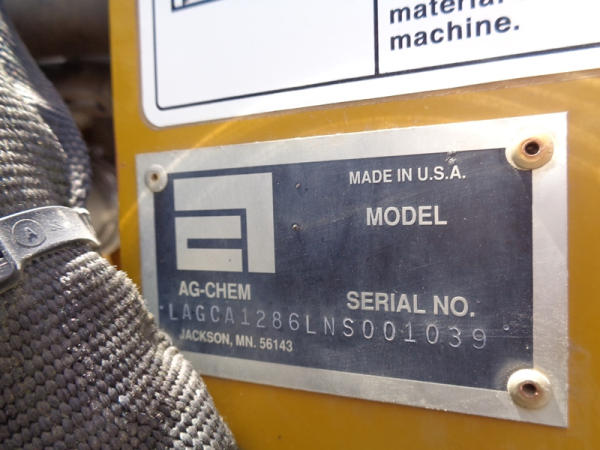 material
machine.
MADE IN U.S.A.
MODEL
AG-CHEM
SERIAL NO.
LAGCA1286LNS001039
JACKSON, MN. 56143